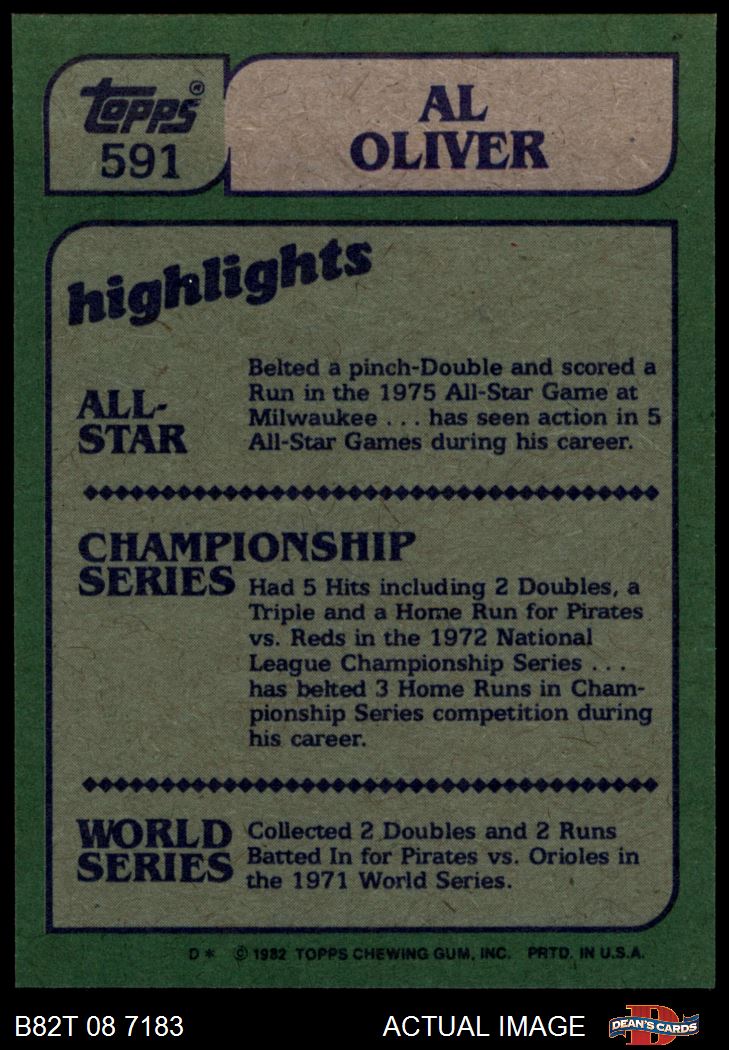 TOPPS®
591
AL
OLIVER
highlights
ALL-
STAR
Belted a pinch-Double and scored a
Run in the 1975 All-Star Game at
Milwaukee . . . has seen action in 5
All-Star Games during his career.
CHAMPIONSHIP
SERIES
Had 5 Hits including 2 Doubles, a
Triple and a Home Run for Pirates
vs. Reds in the 1972 National
League Championship Series . . .
has belted 3 Home Runs in Cham-
pionship Series competition during
his career.
WORLD
SERIES
Collected 2 Doubles and 2 Runs
Batted In for Pirates vs. Orioles in
the 1971 World Series.
D* © 1982 TOPPS CHEWING GUM, INC. PRTD. IN U.S.A.
B82T 08 7183 ACTUAL IMAGE
D
DEAN'S CARDS